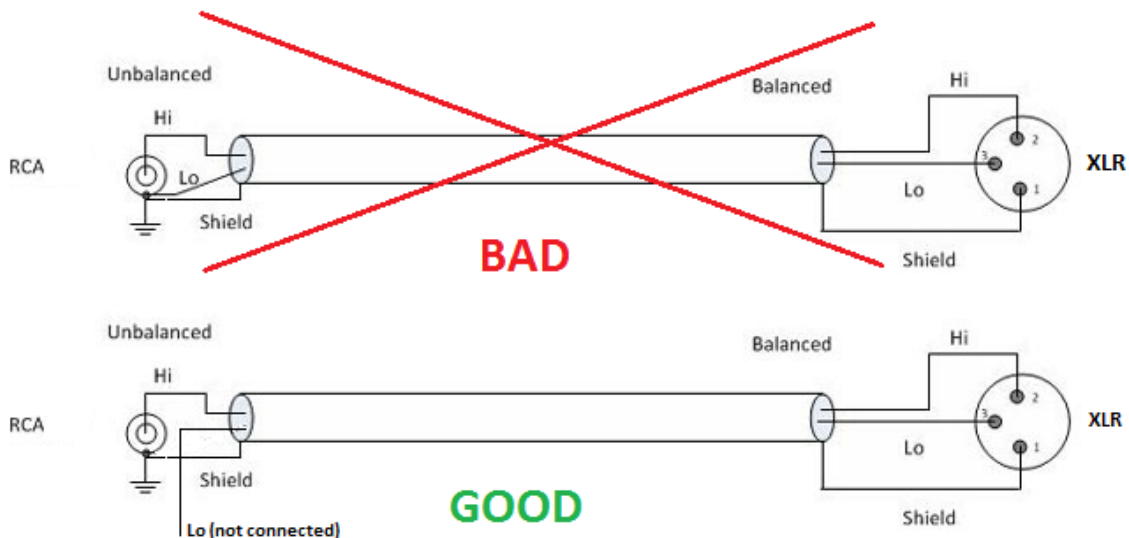 Unbalanced
Balanced
Hi
Hi
2
RCA
Lo
3
XLR
Lo
1
Shield
BAD
Shield
Unbalanced
Balanced
Hi
Hi
2
RCA
3
XLR
Lo
1
Shield
GOOD
Shield
Lo (not connected)